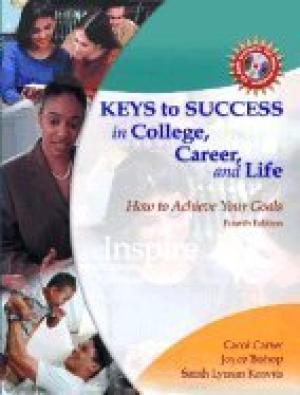 KEYS to SUCCESS
in College,
Career,
and Life
How to Achieve Your Goals
Fourth Edition
Inspire
Carol Carter
Joyce Bishop
Sarah Lyman Kravits